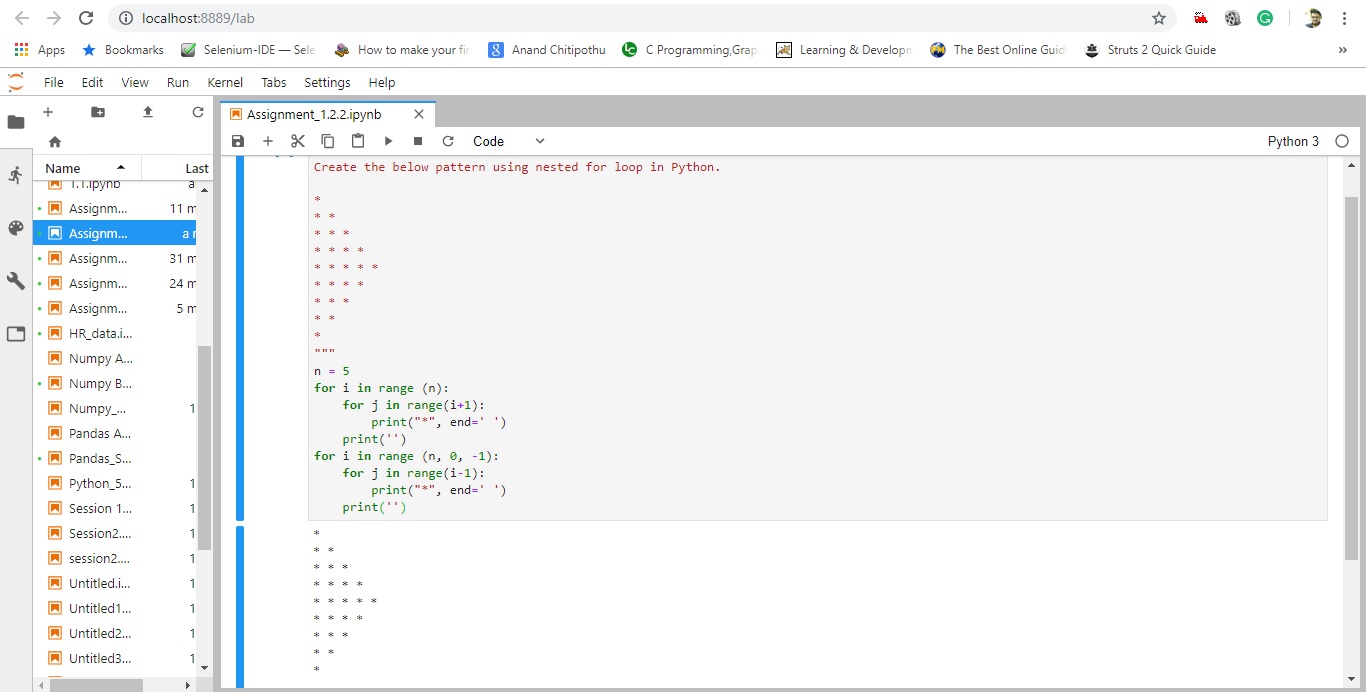 localhost:8889/lab
Apps Bookmarks Selenium-IDE — Sele How to make your fir Anand Chitipothu C Programming,Grap Learning & Developn The Best Online Guid Struts 2 Quick Guide »
File Edit View Run Kernel Tabs Settings Help
Assignment_1.2.2.ipynb
Code Python 3
Name Last
1.1.ipynb a
Assignm... 11 m
Assignm... a r
Assignm... 31 m
Assignm... 24 m
Assignm... 5 m
HR_data.i...
Numpy A...
Numpy B...
Numpy_... 1
Pandas A...
Pandas_S...
Python_5... 1
Session 1... 1
Session2.... 1
session2.... 1
Untitled.i... 1
Untitled1... 1
Untitled2... 1
Untitled3... 1
Create the below pattern using nested for loop in Python.
*
* *
* * *
* * * *
* * * * *
* * * *
* * *
* *
*
"""
n = 5
for i in range (n):
    for j in range(i+1):
        print("*", end=' ')
    print('')
for i in range (n, 0, -1):
    for j in range(i-1):
        print("*", end=' ')
    print('')
*
* *
* * *
* * * *
* * * * *
* * * *
* * *
* *
*